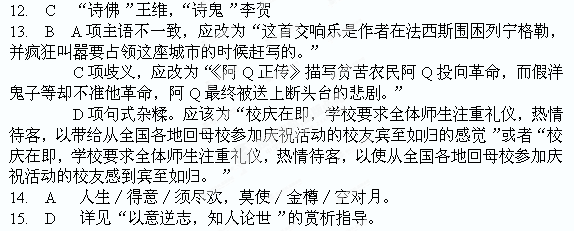 12. C “诗佛”王维，“诗鬼”李贺
13. B A项主语不一致，应改为“这首交响乐是作者在法西斯围困列宁格勒，
并疯狂叫嚣要占领这座城市的时候赶写的。”
C项歧义，应改为“《阿Q正传》描写贫苦农民阿Q投向革命，而假洋
鬼子等却不准他革命，阿Q最终被送上断头台的悲剧。”
D项句式杂糅。应该为“校庆在即，学校要求全体师生注重礼仪，热情
待客，以带给从全国各地回母校参加庆祝活动的校友宾至如归的感觉”或者“校
庆在即，学校要求全体师生注重礼仪，热情待客，以使从全国各地回母校参加庆
祝活动的校友感到宾至如归。”
14. A 人生／得意／须尽欢，莫使／金樽／空对月。
15. D 详见“以意逆志，知人论世”的赏析指导。